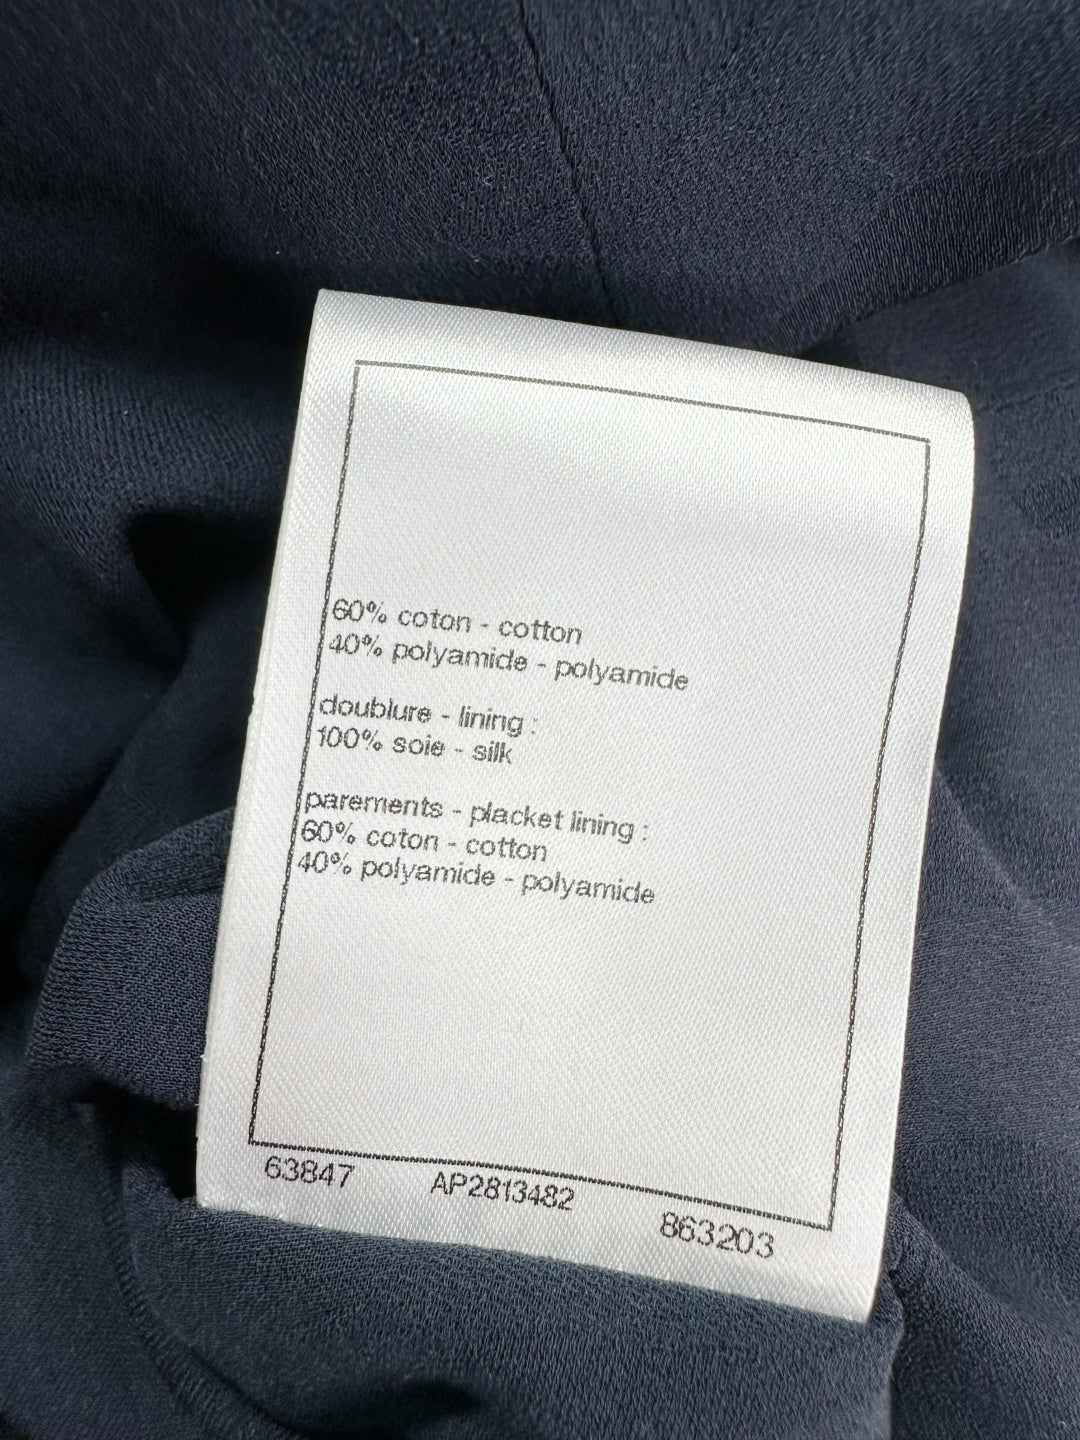 60% coton - cotton
40% polyamide - polyamide
doublure - lining :
100% soie - silk
parements - placket lining :
60% coton - cotton
40% polyamide - polyamide
63847 AP2813482 863203